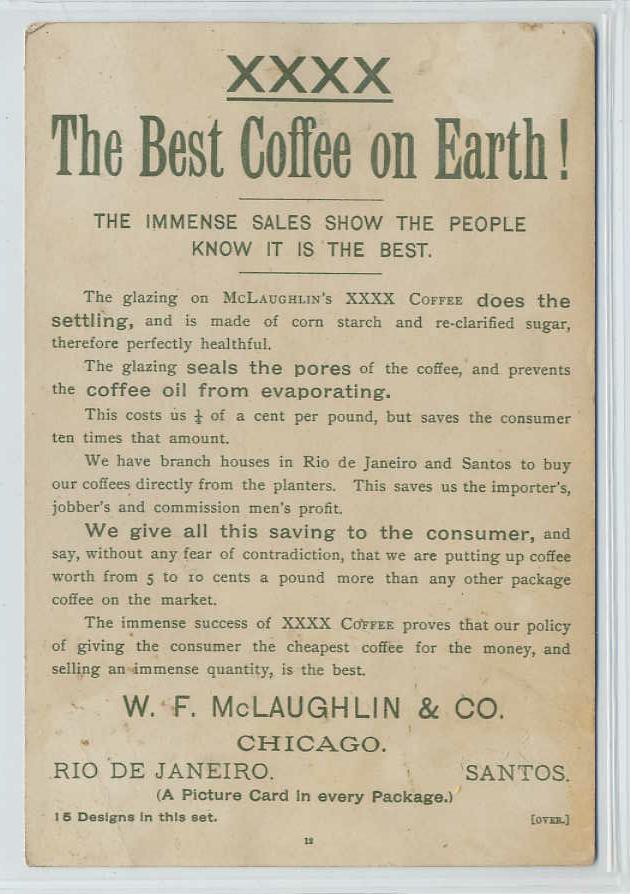 XXXX
The Best Coffee on Earth!
THE IMMENSE SALES SHOW THE PEOPLE
KNOW IT IS THE BEST.
The glazing on McLaughlin's XXXX Coffee does the
settling, and is made of corn starch and re-clarified sugar,
therefore perfectly healthful.
The glazing seals the pores of the coffee, and prevents
the coffee oil from evaporating.
This costs us ¼ of a cent per pound, but saves the consumer
ten times that amount.
We have branch houses in Rio de Janeiro and Santos to buy
our coffees directly from the planters. This saves us the importer's,
jobber's and commission men's profit.
We give all this saving to the consumer, and
say, without any fear of contradiction, that we are putting up coffee
worth from 5 to 10 cents a pound more than any other package
coffee on the market.
The immense success of XXXX Coffee proves that our policy
of giving the consumer the cheapest coffee for the money, and
selling an immense quantity, is the best.
W. F. McLAUGHLIN & CO.
CHICAGO.
RIO DE JANEIRO. SANTOS.
(A Picture Card in every Package.)
15 Designs in this set. [OVER.]
12